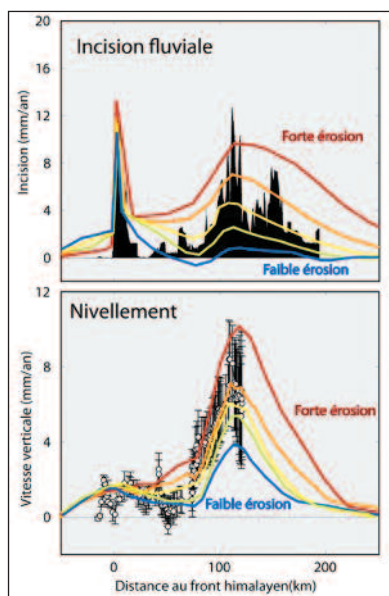 Incision fluviale
20
16
12
8
4
0
Incision (mm/an)
Forte érosion
Faible érosion
Nivellement
12
8
4
0
Vitesse verticale (mm/an)
Forte érosion
Faible érosion
0
100
200
Distance au front himalayen(km)